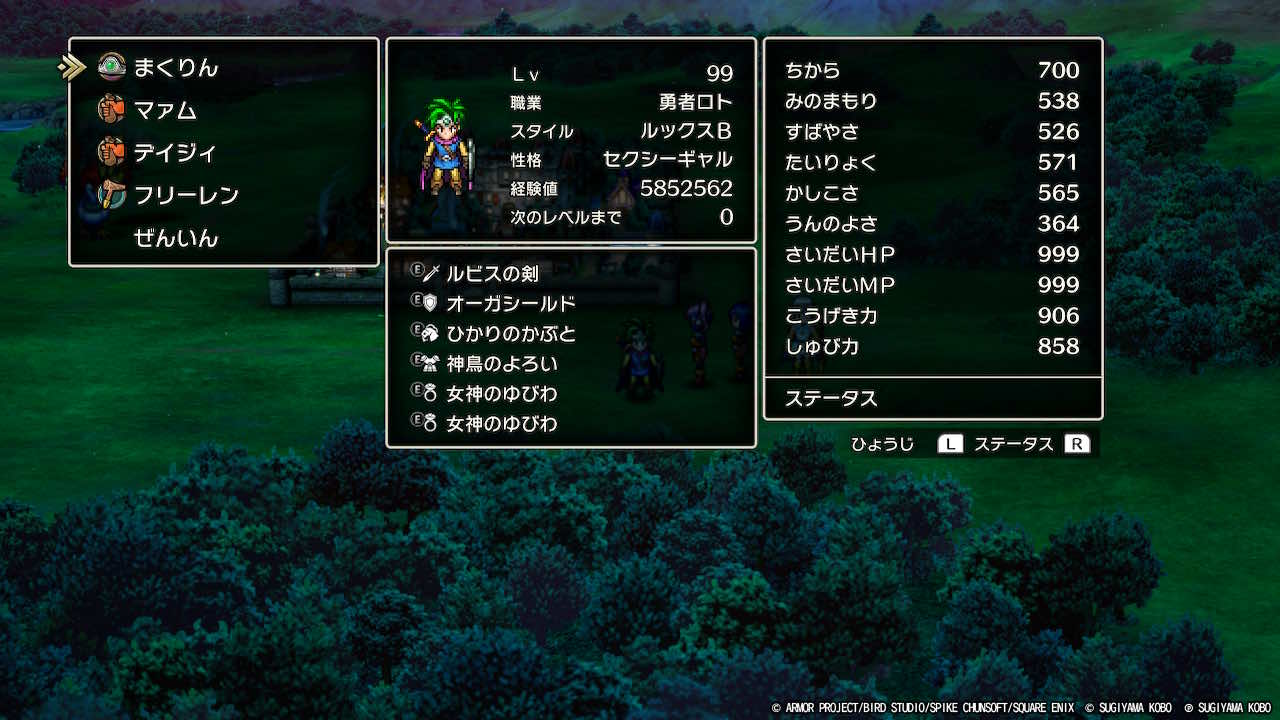 まくりん
マァム
デイジィ
フリーレン
ぜんいん
Lv 99
職業 勇者ロト
スタイル ルックスB
性格 セクシーギャル
経験値 5852562
次のレベルまで 0
E ルビスの剣
E オーガシールド
E ひかりのかぶと
E 神鳥のよろい
E 女神のゆびわ
E 女神のゆびわ
ちから 700
みのまもり 538
すばやさ 526
たいりょく 571
かしこさ 565
うんのよさ 364
さいだいHP 999
さいだいMP 999
こうげき力 906
しゅび力 858
ステータス
ひょうじ L ステータス R
© ARMOR PROJECT/BIRD STUDIO/SPIKE CHUNSOFT/SQUARE ENIX © SUGIYAMA KOBO ℗ SUGIYAMA KOBO